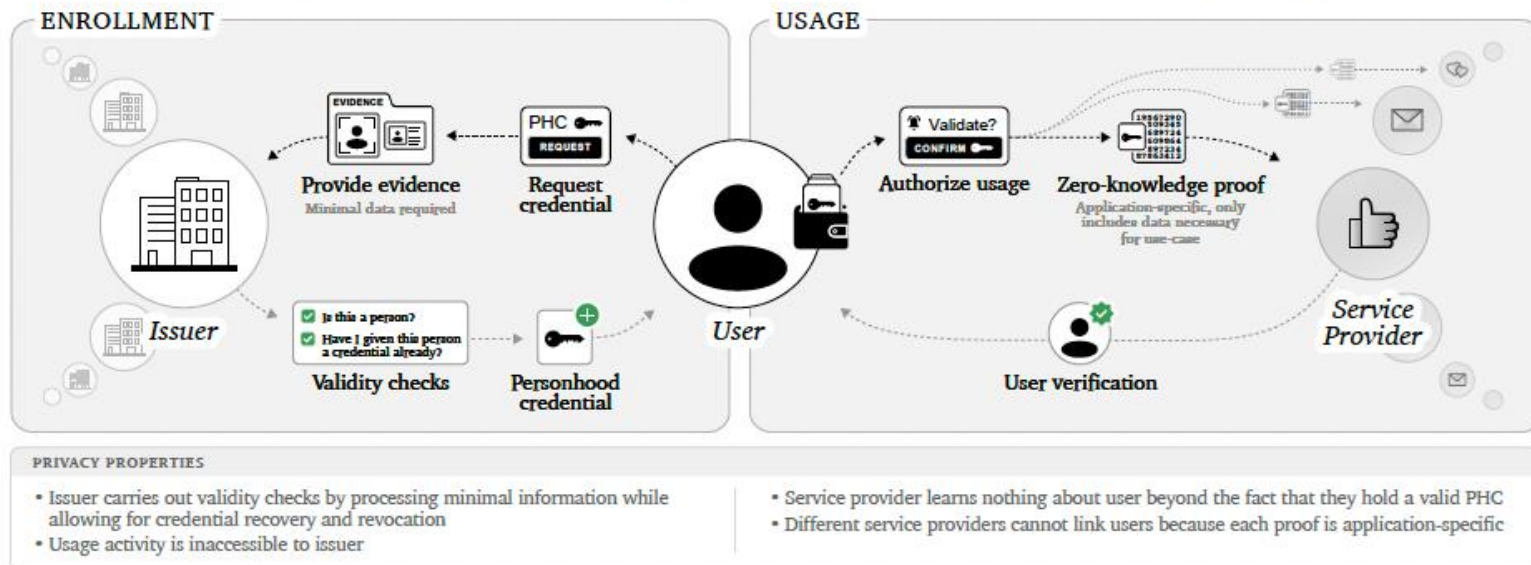 ENROLLMENT
EVIDENCE
Provide evidence
Minimal data required
PHC
REQUEST
Request
credential
Issuer
Is this a person?
Have I given this person
a credential already?
Validity checks
Personhood
credential
User
USAGE
Validate?
CONFIRM
Authorize usage
Zero-knowledge proof
Application-specific, only
includes data necessary
for use-case
Service
Provider
User verification
PRIVACY PROPERTIES
• Issuer carries out validity checks by processing minimal information while
allowing for credential recovery and revocation
• Usage activity is inaccessible to issuer
• Service provider learns nothing about user beyond the fact that they hold a valid PHC
• Different service providers cannot link users because each proof is application-specific